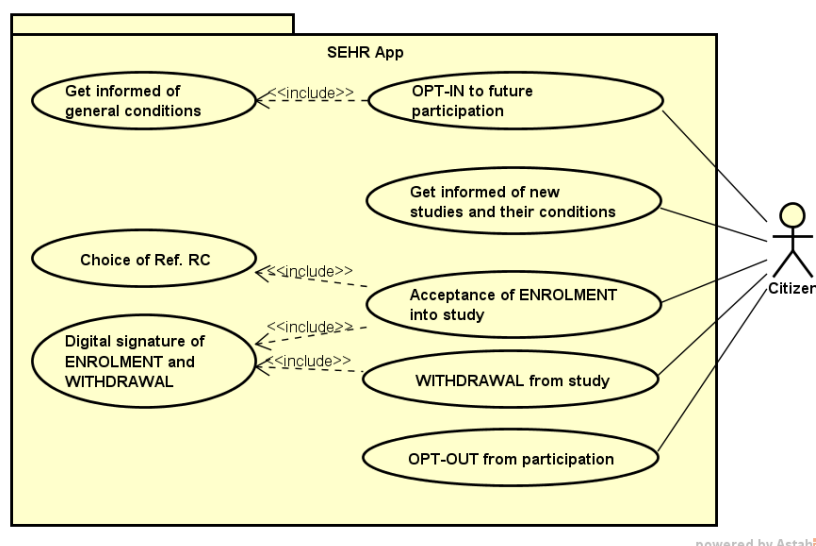 SEHR App
Get informed of
general conditions
<<include>>
OPT-IN to future
participation
Get informed of new
studies and their conditions
Choice of Ref. RC
<<include>>
Acceptance of ENROLMENT
into study
Citizen
<<include>>
Digital signature of
ENROLMENT and
WITHDRAWAL
<<include>>
WITHDRAWAL from study
OPT-OUT from participation
powered by